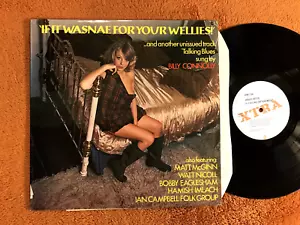 'IF IT WASNAE FOR YOUR WELLIES!'
...and another unissued track
'Talking Blues'
sung by
BILLY CONNOLLY
...also featuring
MATT McGINN
WATT NICOLL
BOBBY EAGLESHAM
HAMISH IMLACH
IAN CAMPBELL FOLK GROUP
XTRA